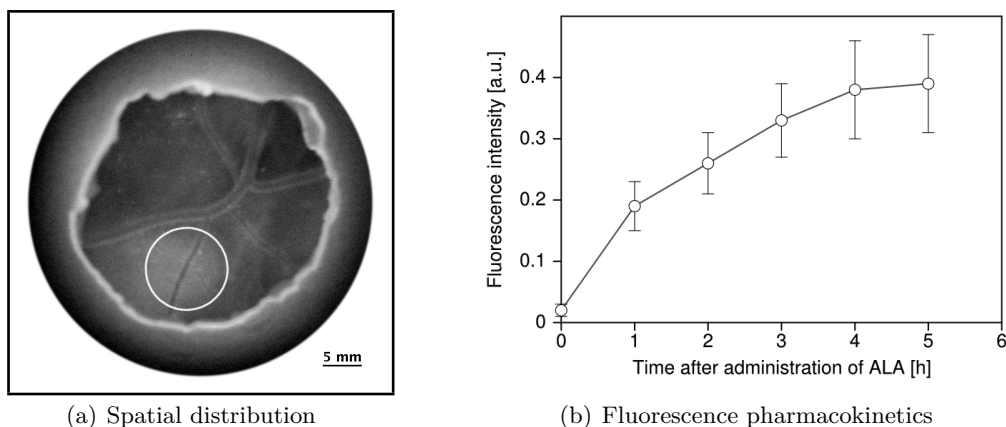 5 mm
(a) Spatial distribution
Fluorescence intensity [a.u.]
0.4
0.3
0.2
0.1
0
0 1 2 3 4 5 6
Time after administration of ALA [h]
(b) Fluorescence pharmacokinetics